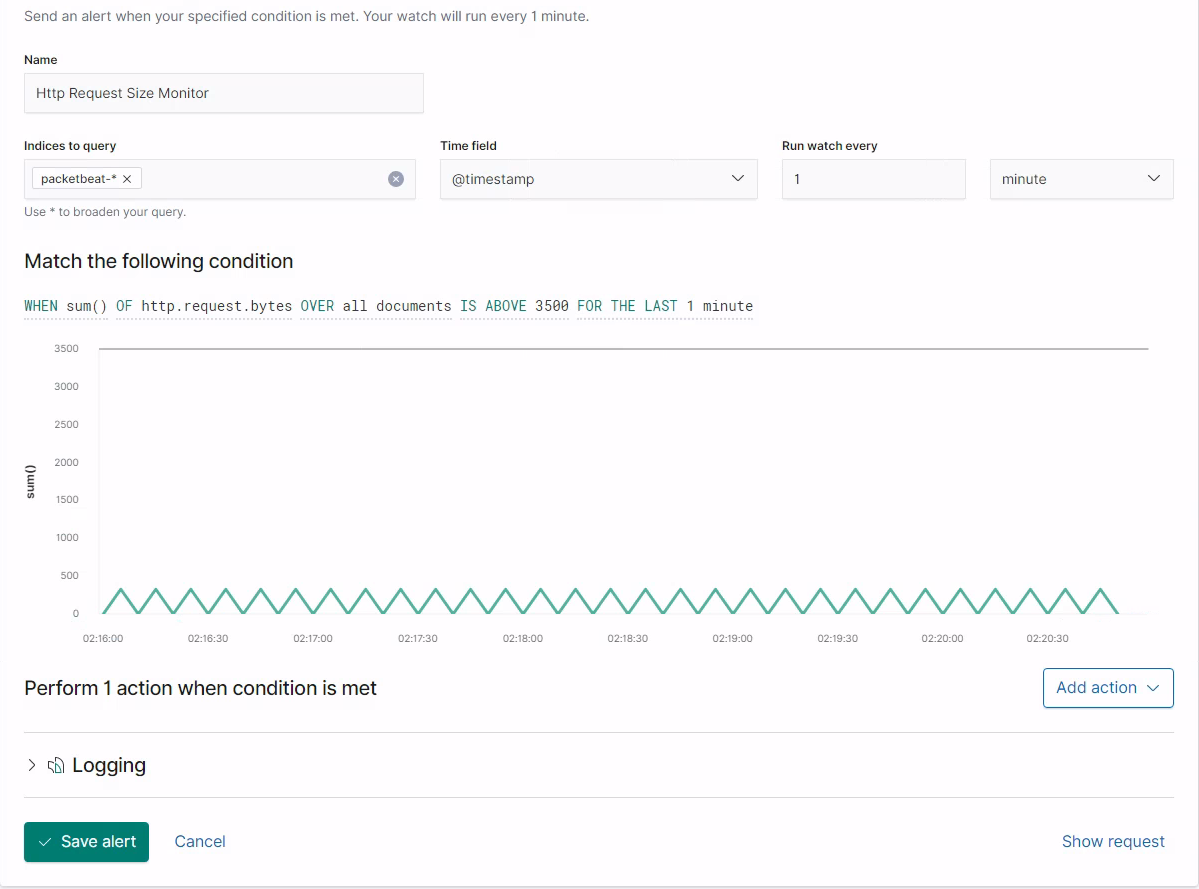 Send an alert when your specified condition is met. Your watch will run every 1 minute.
Name
Http Request Size Monitor
Indices to query
Time field
Run watch every
packetbeat-*
@timestamp
1
minute
Use * to broaden your query.
Match the following condition
WHEN sum() OF http.request.bytes OVER all documents IS ABOVE 3500 FOR THE LAST 1 minute
3500
3000
2500
2000
1500
1000
500
0
sum()
02:16:00 02:16:30 02:17:00 02:17:30 02:18:00 02:18:30 02:19:00 02:19:30 02:20:00 02:20:30
Perform 1 action when condition is met
Add action
Logging
Save alert
Cancel
Show request